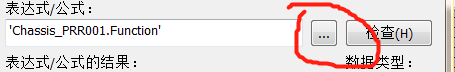 表达式/公式:
'Chassis_PRR001.Function' ... 检查(H)
表达式/公式的结果: 数据类型: